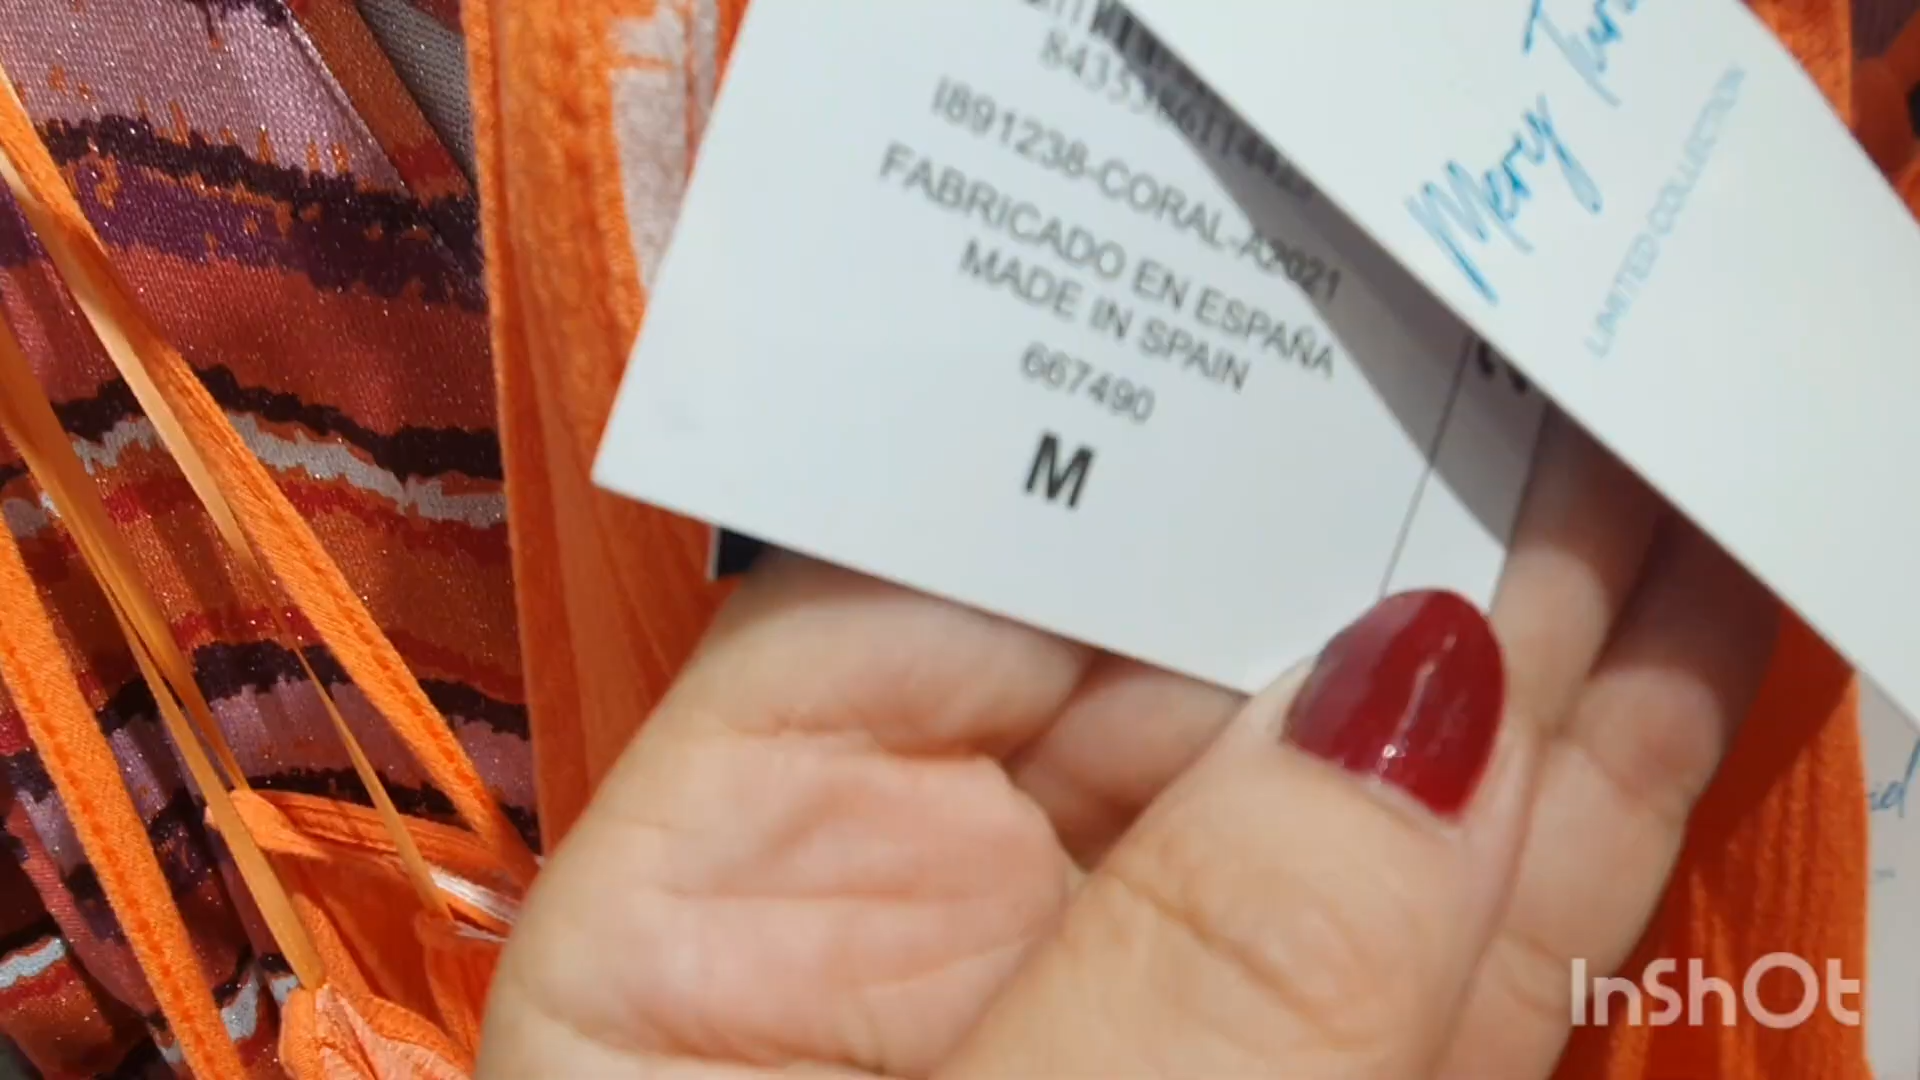 I891238-CORAL-A2021
FABRICADO EN ESPAÑA
MADE IN SPAIN
667490
M
Mery
LIMITED COLLECTION
InShOt